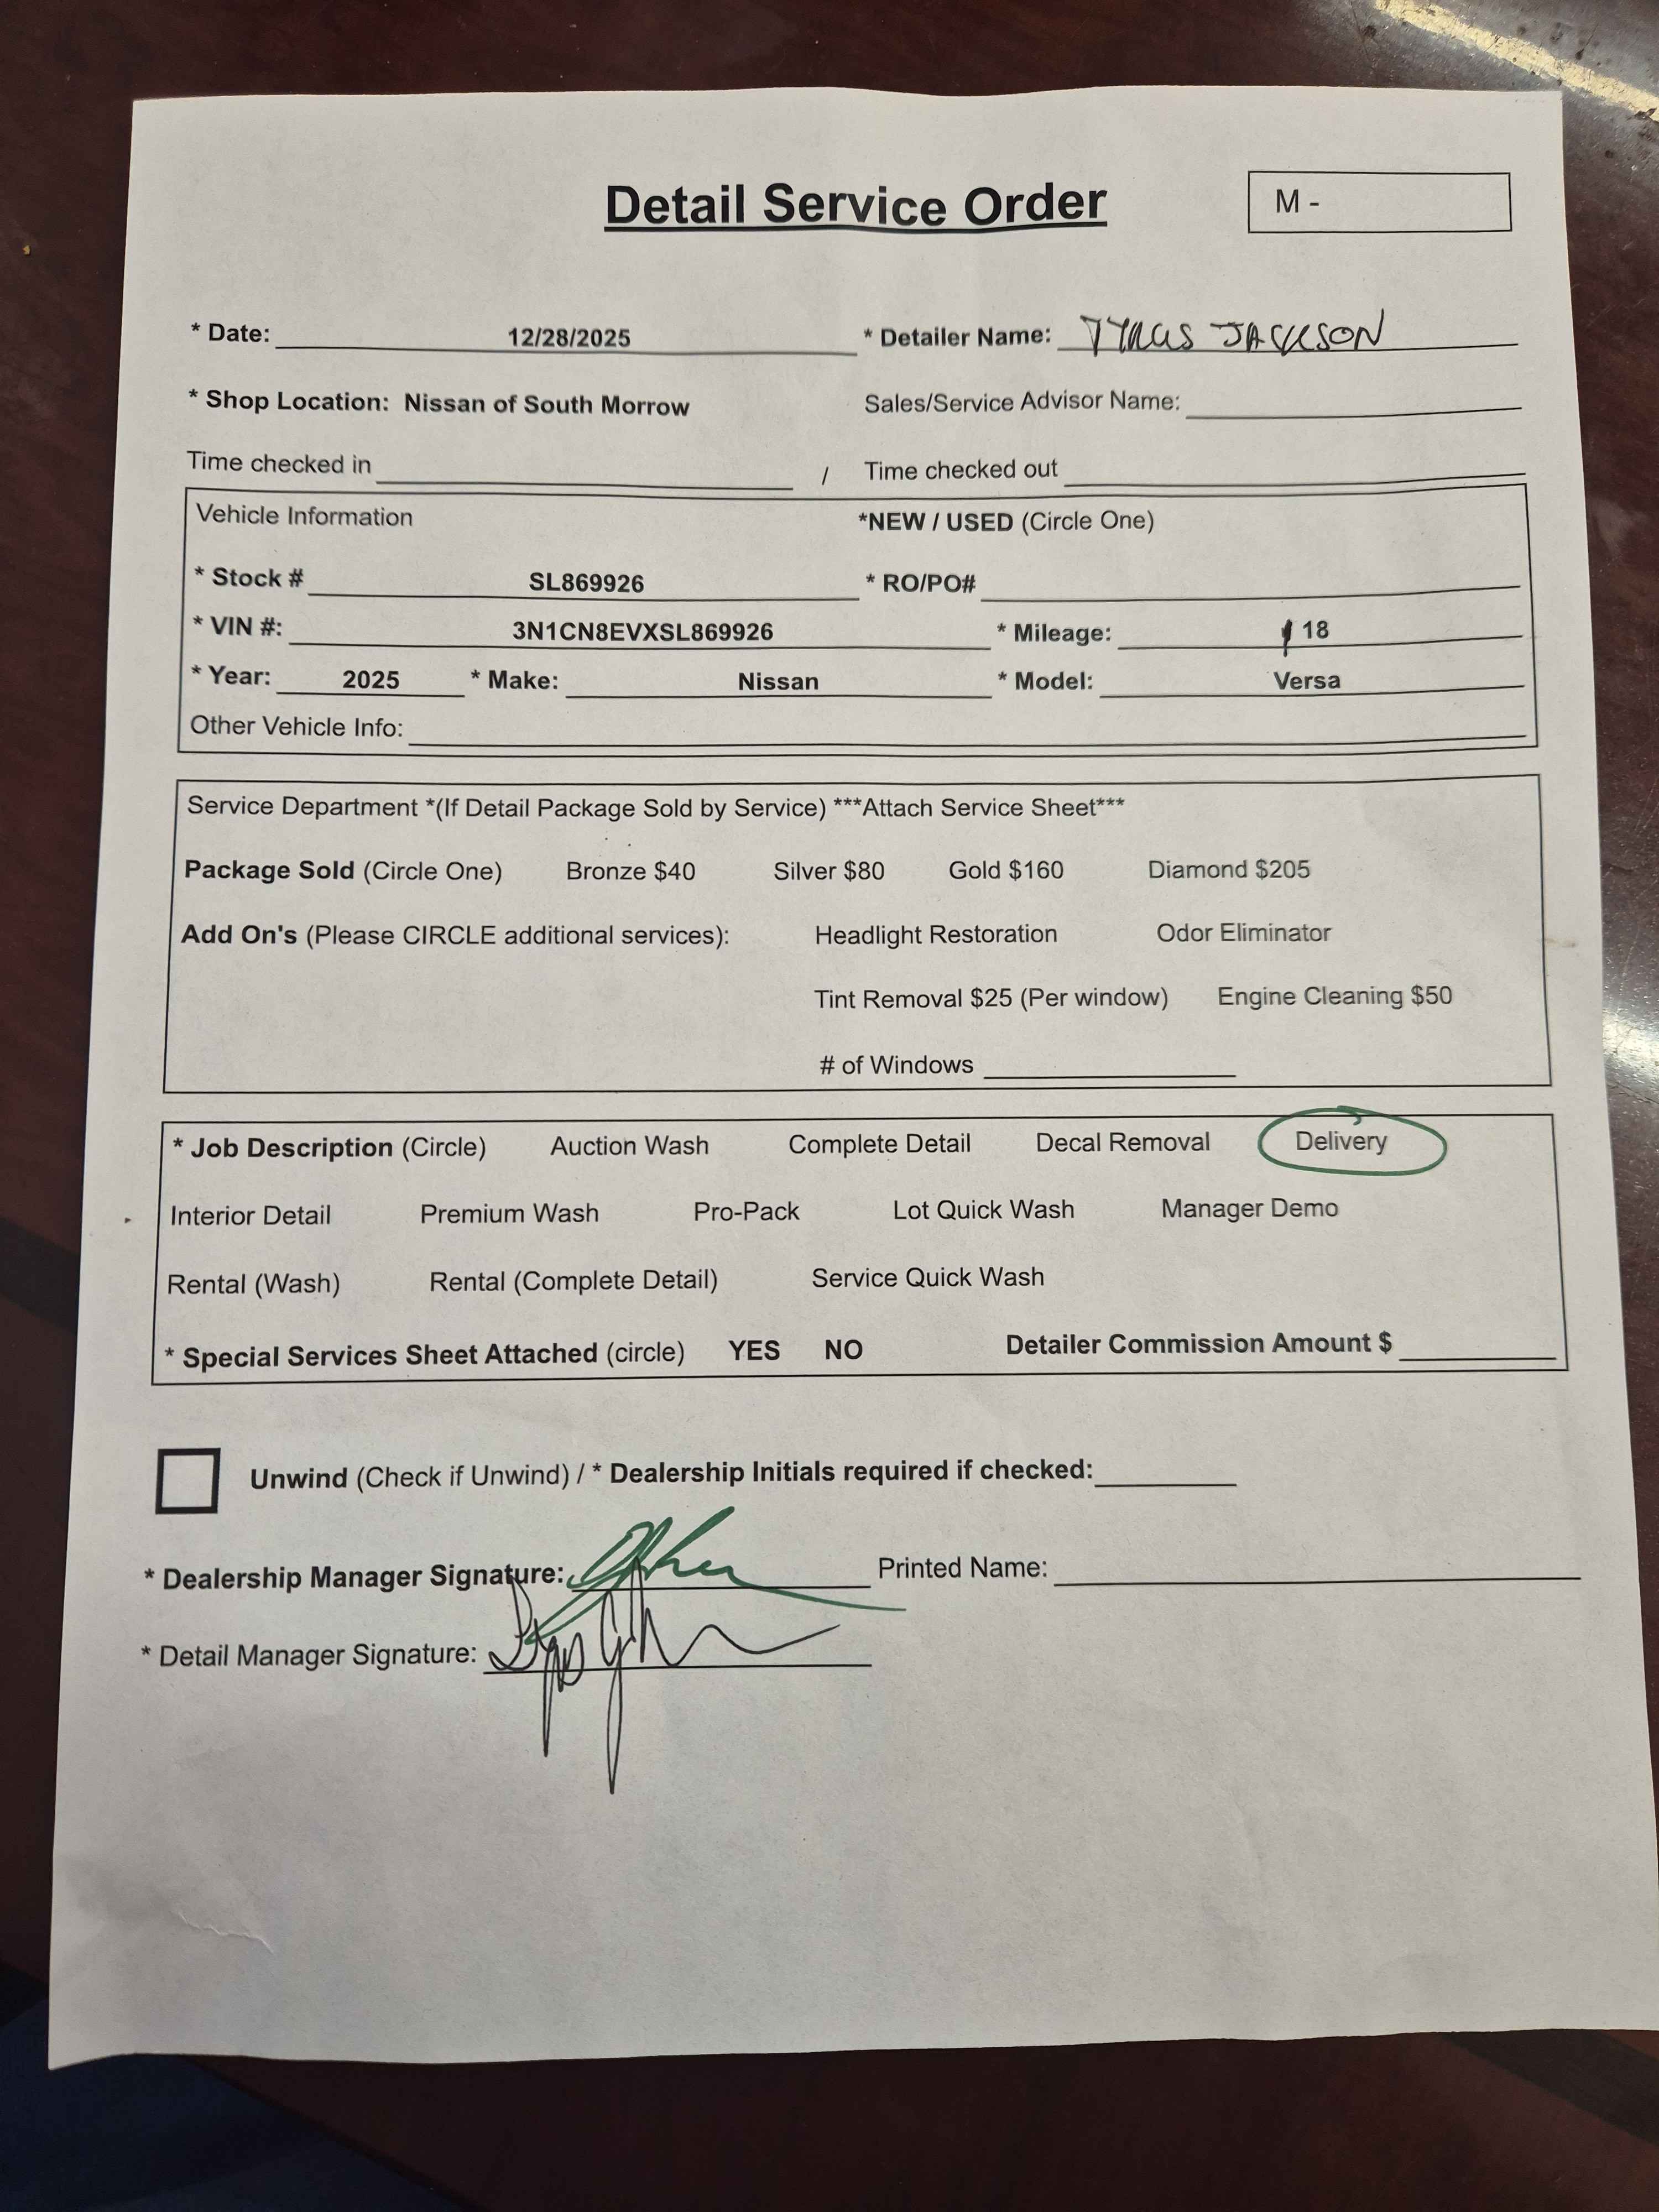 Detail Service Order
M -
* Date: 12/28/2025 * Detailer Name: TYRUS JACKSON
* Shop Location: Nissan of South Morrow Sales/Service Advisor Name:
Time checked in / Time checked out
Vehicle Information *NEW / USED (Circle One)
* Stock # SL869926 * RO/PO#
* VIN #: 3N1CN8EVXSL869926 * Mileage: 18
* Year: 2025 * Make: Nissan * Model: Versa
Other Vehicle Info:
Service Department *(If Detail Package Sold by Service) ***Attach Service Sheet***
Package Sold (Circle One) Bronze $40 Silver $80 Gold $160 Diamond $205
Add On's (Please CIRCLE additional services): Headlight Restoration Odor Eliminator
Tint Removal $25 (Per window) Engine Cleaning $50
# of Windows
* Job Description (Circle) Auction Wash Complete Detail Decal Removal Delivery
Interior Detail Premium Wash Pro-Pack Lot Quick Wash Manager Demo
Rental (Wash) Rental (Complete Detail) Service Quick Wash
* Special Services Sheet Attached (circle) YES NO Detailer Commission Amount $
Unwind (Check if Unwind) / * Dealership Initials required if checked:
* Dealership Manager Signature: Printed Name:
* Detail Manager Signature: